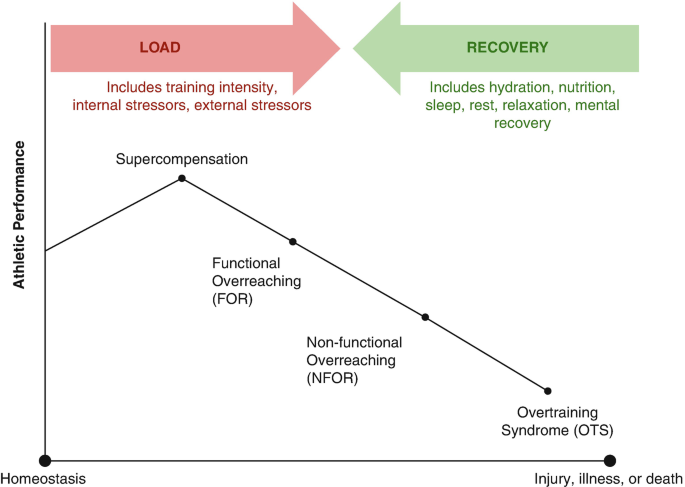 LOAD
Includes training intensity,
internal stressors, external stressors
RECOVERY
Includes hydration, nutrition,
sleep, rest, relaxation, mental
recovery
Athletic Performance
Supercompensation
Functional
Overreaching
(FOR)
Non-functional
Overreaching
(NFOR)
Overtraining
Syndrome (OTS)
Homeostasis
Injury, illness, or death